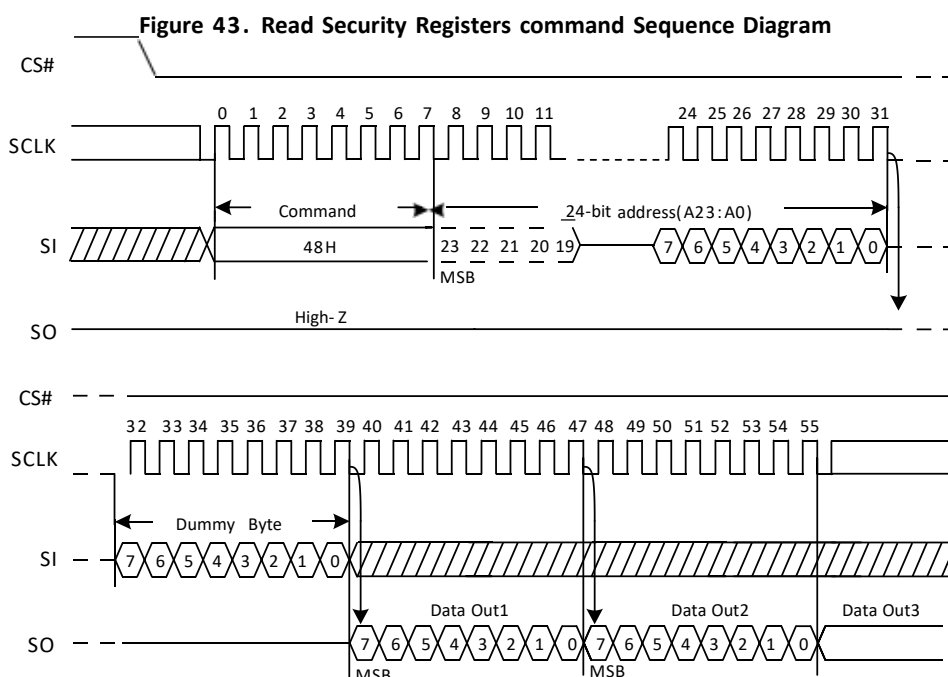 Figure 43. Read Security Registers command Sequence Diagram
CS#
0 1 2 3 4 5 6 7 8 9 10 11 24 25 26 27 28 29 30 31
SCLK
Command 24-bit address(A23:A0)
SI 48H 23 22 21 20 19 7 6 5 4 3 2 1 0
MSB
High-Z
SO
CS#
32 33 34 35 36 37 38 39 40 41 42 43 44 45 46 47 48 49 50 51 52 53 54 55
SCLK
Dummy Byte
SI 7 6 5 4 3 2 1 0
Data Out1 Data Out2 Data Out3
SO 7 6 5 4 3 2 1 0 7 6 5 4 3 2 1 0
MSB MSB